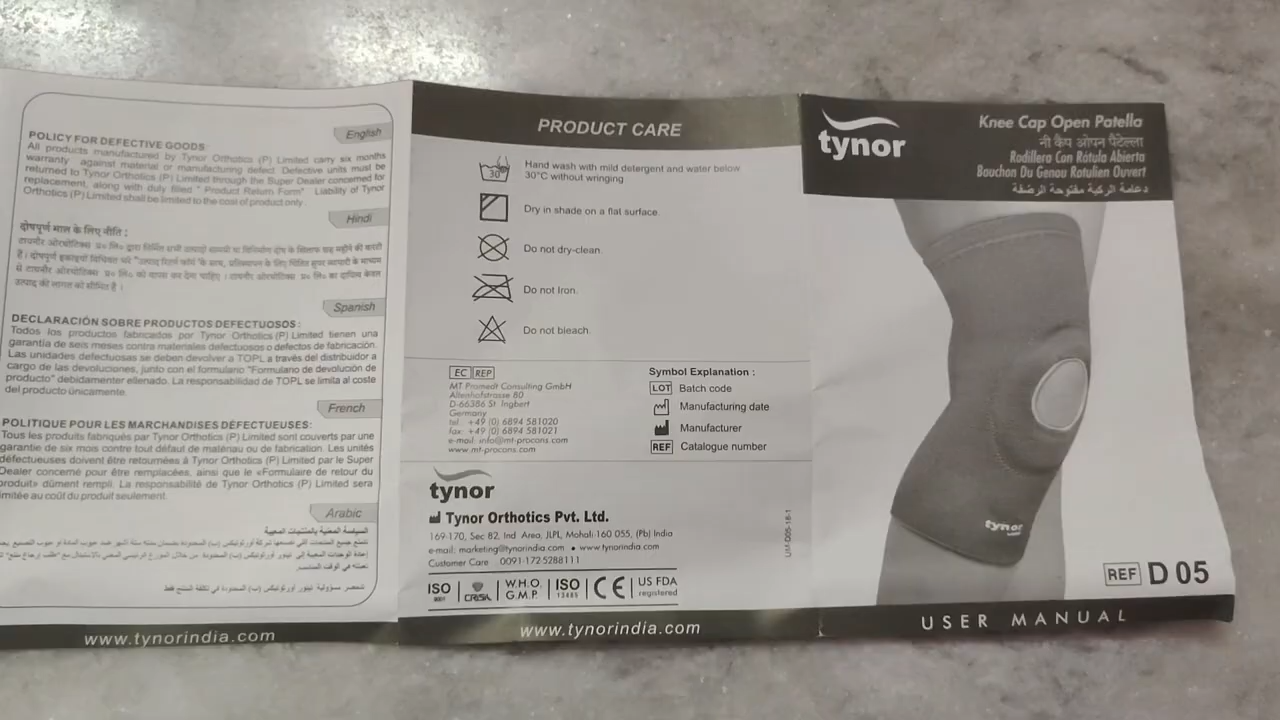 English
POLICY FOR DEFECTIVE GOODS:
All products manufactured by Tynor Orthotics (P) Limited carry six months
warranty against material or manufacturing defect. Defective units must be
returned to Tynor Orthotics (P) Limited through the Super Dealer concerned for
replacement, along with duly filled " Product Return Form" Liability of Tynor
Orthotics (P) Limited shall be limited to the cost of product only
Hindi
दोषपूर्ण माल के लिए नीति :
उत्पाद की लागत को सीमित है ।
Spanish
DECLARACIÓN SOBRE PRODUCTOS DEFECTUOSOS :
Todos los productos fabricados por Tynor Orthotics (P) Limited tienen una
garantía de seis meses contra materiales defectuosos o defectos de fabricación.
Las unidades defectuosas se deben devolver a TOPL a través del distribuidor a
cargo de las devoluciones, junto con el formulario "Formulario de devolución de
producto" debidamenter ellenado. La responsabilidad de TOPL se limita al coste
del producto únicamente.
French
POLITIQUE POUR LES MARCHANDISES DÉFECTUEUSES:
Tous les produits fabriqués par Tynor Orthotics (P) Limited sont couverts par une
garantie de six mois contre tout défaut de matériau ou de fabrication. Les unités
défectueuses doivent être retournées à Tynor Orthotics (P) Limited par le Super
Dealer concerné pour être remplacées, ainsi que le «Formulaire de retour du
produit» dûment rempli. La responsabilité de Tynor Orthotics (P) Limited sera
limitée au coût du produit seulement.
Arabic
السياسة المعنية بالمنتجات المعيبة
www.tynorindia.com
PRODUCT CARE
30
Hand wash with mild detergent and water below
30°C without wringing
Dry in shade on a flat surface.
Do not dry-clean.
Do not Iron.
Do not bleach.
EC REP
MT Promedt Consulting GmbH
Altenhofstrasse 80
D-66386 St. Ingbert
Germany
tel.: +49 (0) 6894 581020
fax: +49 (0) 6894 581021
e-mail: info@mt-procons.com
www.mt-procons.com
Symbol Explanation :
LOT Batch code
Manufacturing date
Manufacturer
REF Catalogue number
tynor
Tynor Orthotics Pvt. Ltd.
169-170, Sec 82, Ind Area, JLPL, Mohali-160 055, (Pb) India
e-mail: marketing@tynorindia.com • www.tynorindia.com
Customer Care 0091-172-5288111
UM-D05-18-1
ISO
CRISIL
W.H.O.
G.M.P.
ISO
13485
CE
US FDA
registered
www.tynorindia.com
tynor
Knee Cap Open Patella
नी कैप ओपन पैटेल्ला
Rodillera Con Rótula Abierta
Bouchon Du Genou Rotulien Ouvert
دعامة الركبة مفتوحة الرضفة
tynor
REF D 05
USER MANUAL